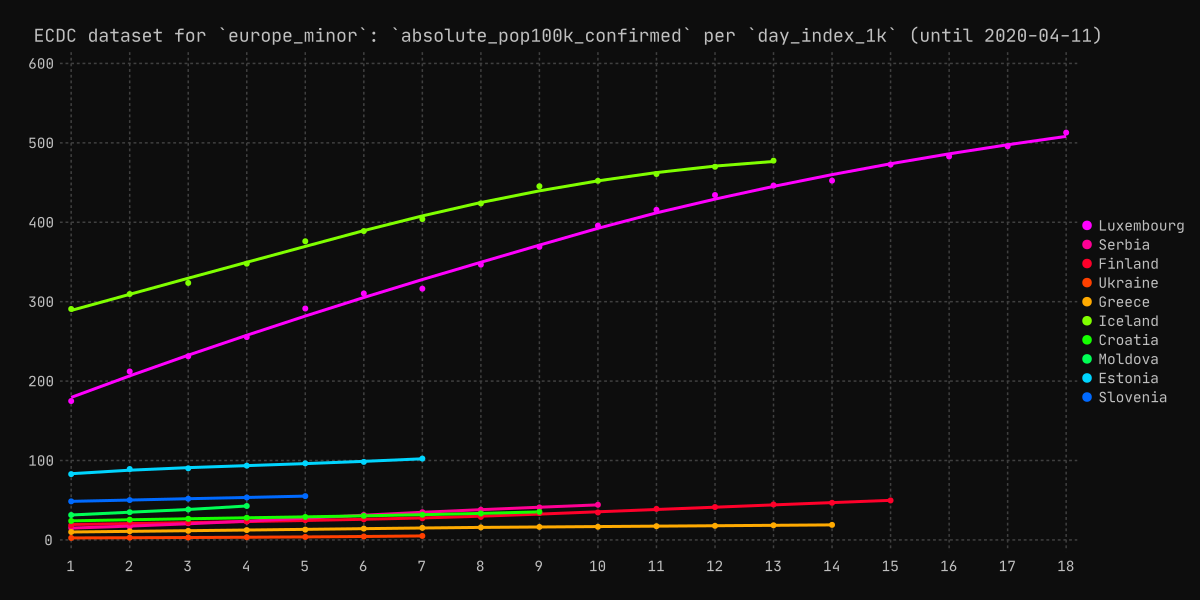 ECDC dataset for `europe_minor`: `absolute_pop100k_confirmed` per `day_index_1k` (until 2020-04-11)
600
500
400
300
200
100
0
1 2 3 4 5 6 7 8 9 10 11 12 13 14 15 16 17 18
Luxembourg
Serbia
Finland
Ukraine
Greece
Iceland
Croatia
Moldova
Estonia
Slovenia